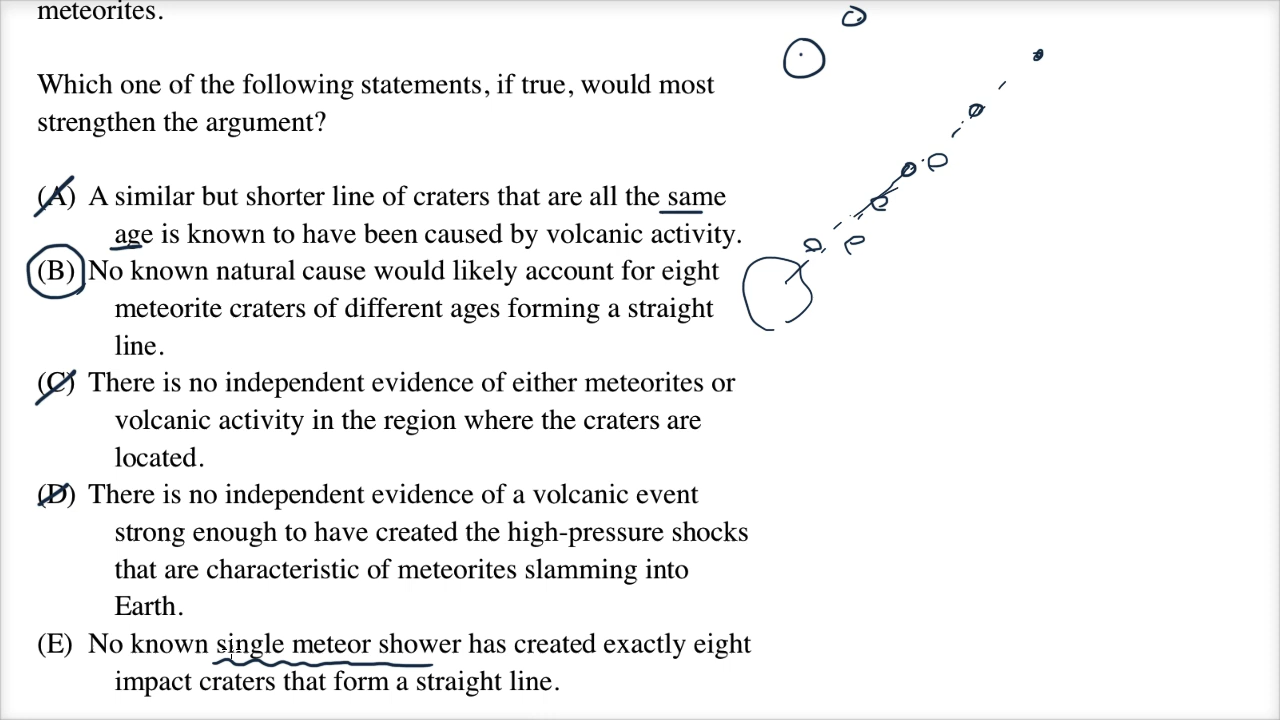 meteorites.
Which one of the following statements, if true, would most
strengthen the argument?
(A) A similar but shorter line of craters that are all the same
age is known to have been caused by volcanic activity.
(B) No known natural cause would likely account for eight
meteorite craters of different ages forming a straight
line.
(C) There is no independent evidence of either meteorites or
volcanic activity in the region where the craters are
located.
(D) There is no independent evidence of a volcanic event
strong enough to have created the high-pressure shocks
that are characteristic of meteorites slamming into
Earth.
(E) No known single meteor shower has created exactly eight
impact craters that form a straight line.